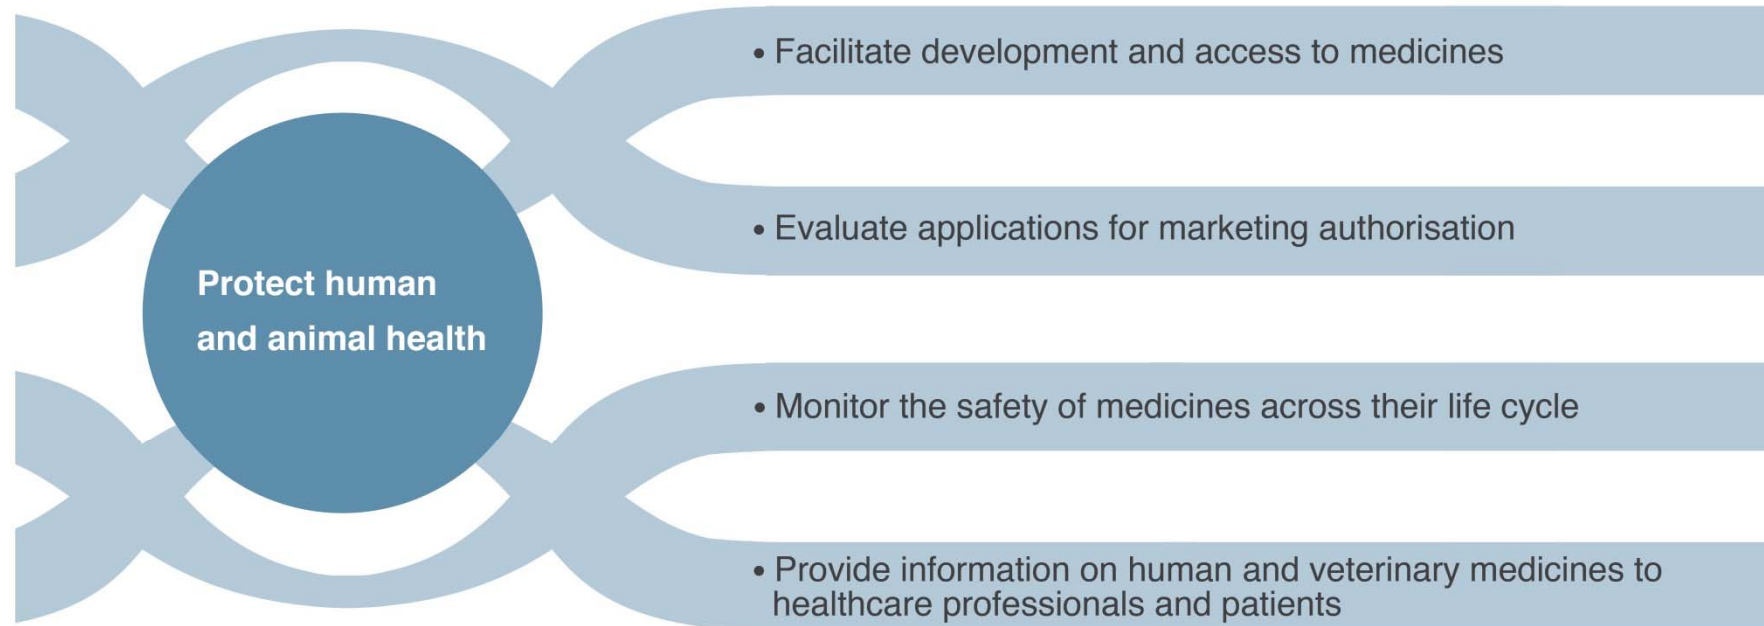 • Facilitate development and access to medicines
• Evaluate applications for marketing authorisation
Protect human
and animal health
• Monitor the safety of medicines across their life cycle
• Provide information on human and veterinary medicines to
healthcare professionals and patients